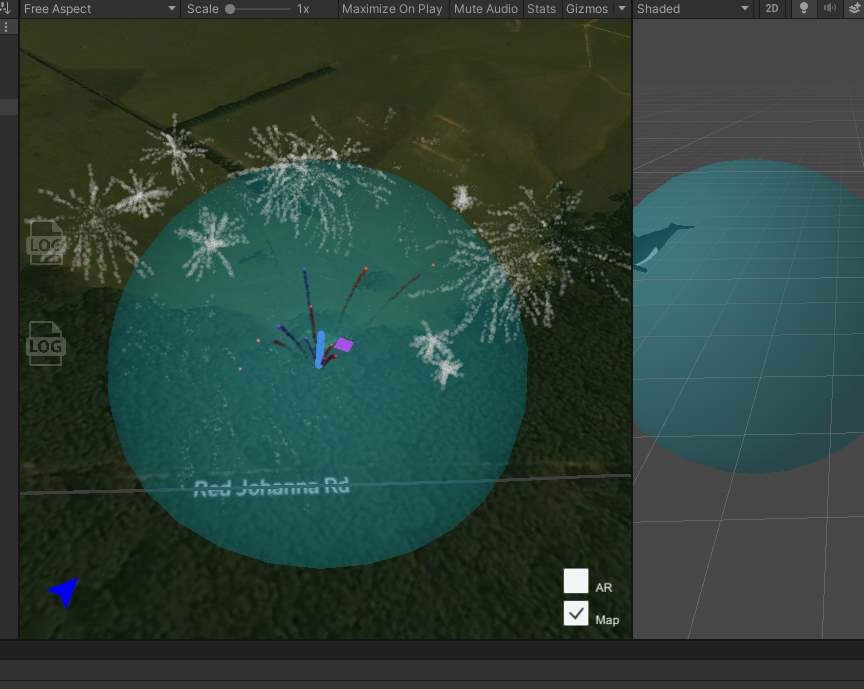 Free Aspect
Scale 1x
Maximize On Play
Mute Audio
Stats
Gizmos
Shaded
2D
LOG
LOG
Red Johanna Rd
AR
Map